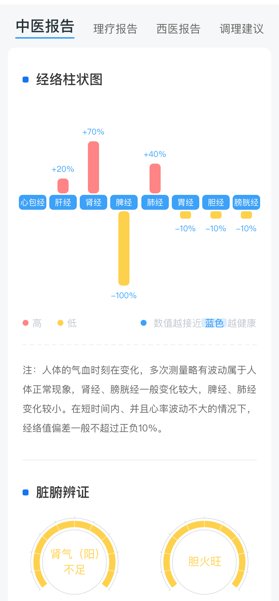 中医报告 理疗报告 西医报告 调理建议
经络柱状图
+70%
+40%
+20%
心包经 肝经 肾经 脾经 肺经 胃经 胆经 膀胱经
-10% -10% -10%
-100%
高 低 数值越接近蓝色越健康
注：人体的气血时刻在变化，多次测量略有波动属于人
体正常现象，肾经、膀胱经一般变化较大，脾经、肺经
变化较小。在短时间内、并且心率波动不大的情况下，
经络值偏差一般不超过正负10%。
脏腑辨证
肾气（阳）
不足
胆火旺